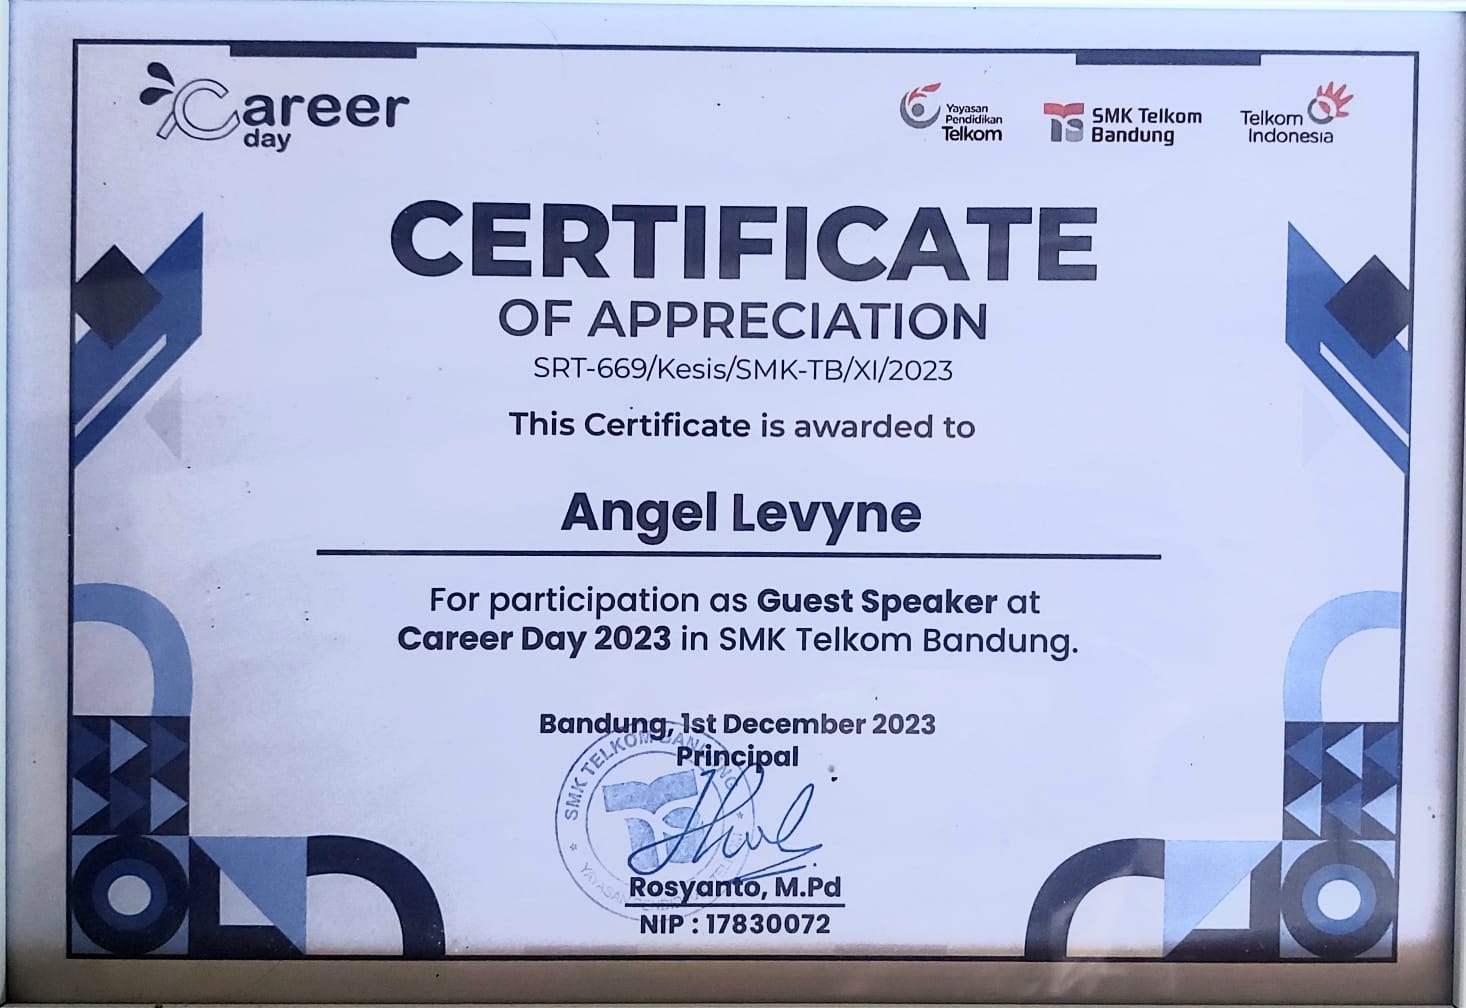 Career
day
Yayasan
Pendidikan
Telkom
SMK Telkom
Bandung
Telkom
Indonesia
CERTIFICATE
OF APPRECIATION
SRT-669/Kesis/SMK-TB/XI/2023
This Certificate is awarded to
Angel Levyne
For participation as Guest Speaker at
Career Day 2023 in SMK Telkom Bandung.
Bandung, 1st December 2023
Principal
SMK TELKOM BANDUNG
Rosyanto, M.Pd
NIP : 17830072